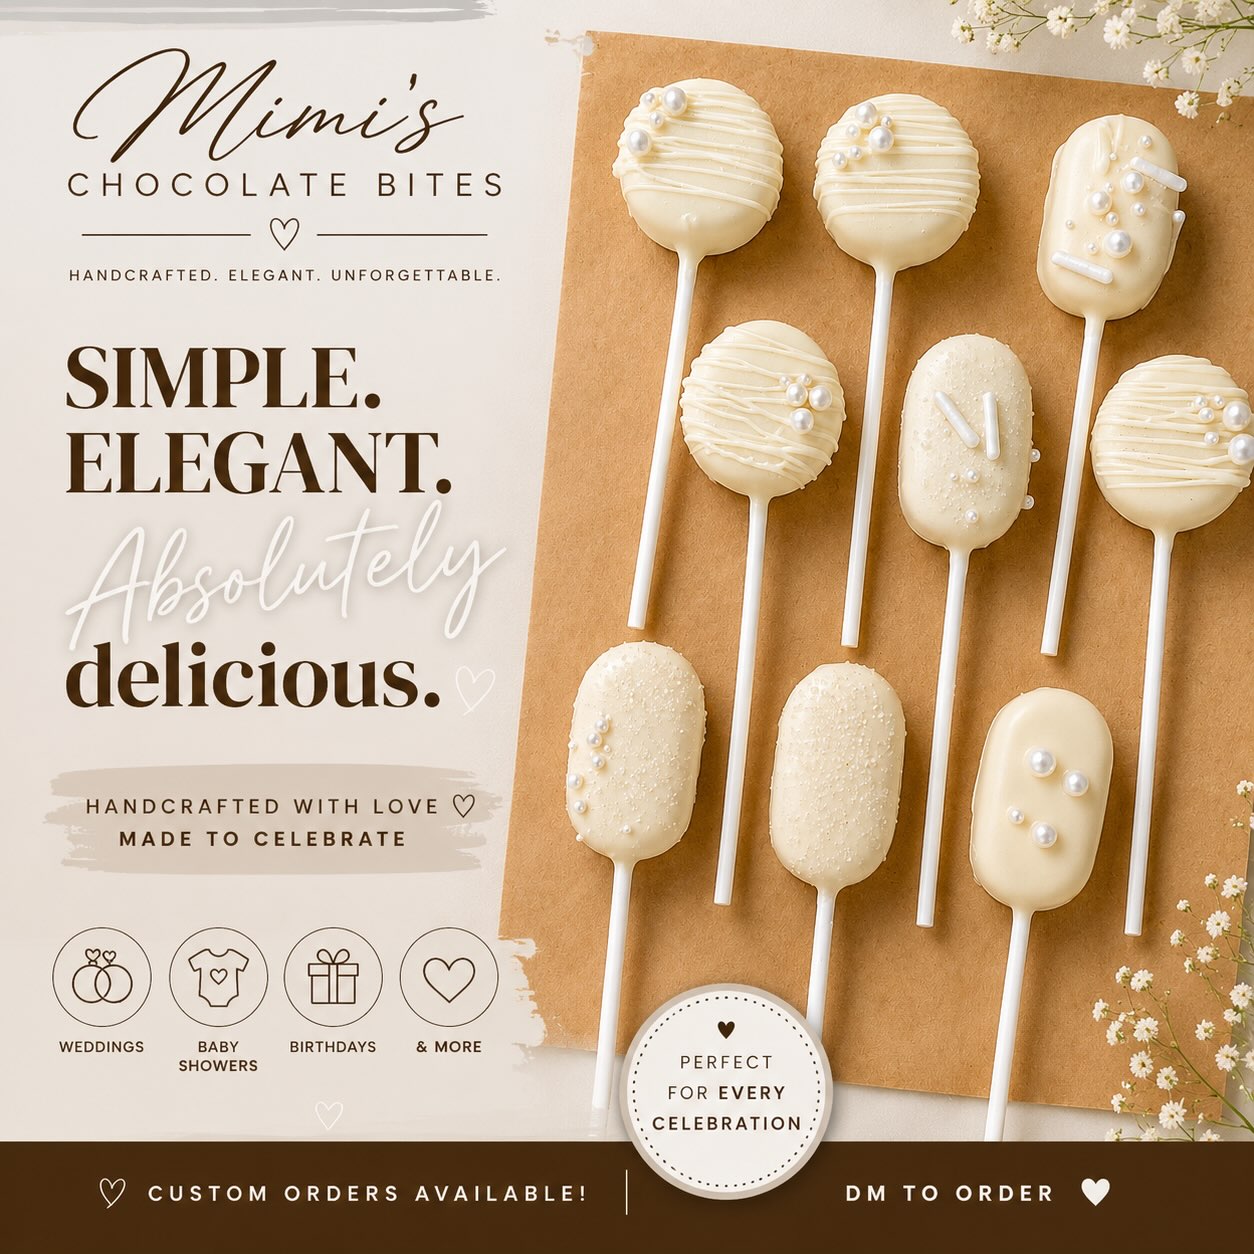 Mimi's
CHOCOLATE BITES
HANDCRAFTED. ELEGANT. UNFORGETTABLE.
SIMPLE.
ELEGANT.
Absolutely
delicious.
HANDCRAFTED WITH LOVE
MADE TO CELEBRATE
WEDDINGS
BABY
SHOWERS
BIRTHDAYS
& MORE
PERFECT
FOR EVERY
CELEBRATION
CUSTOM ORDERS AVAILABLE!
DM TO ORDER